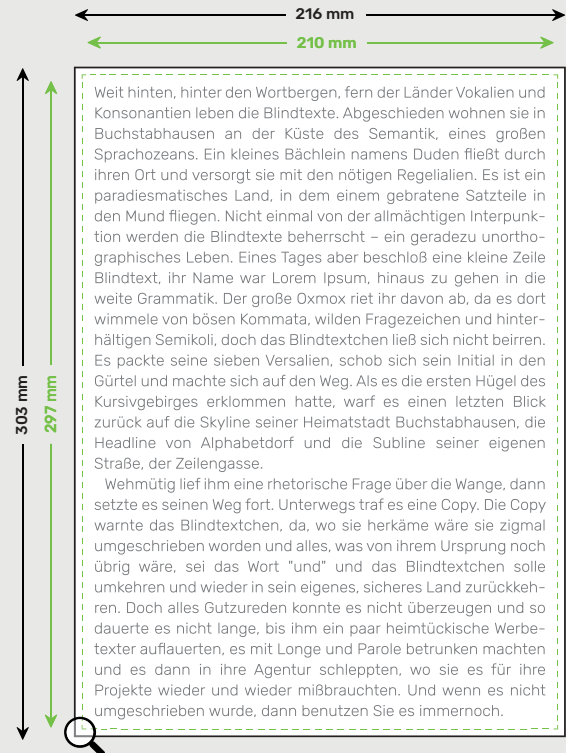 216 mm
210 mm
303 mm
297 mm
Weit hinten, hinter den Wortbergen, fern der Länder Vokalien und
Konsonantien leben die Blindtexte. Abgeschieden wohnen sie in
Buchstabhausen an der Küste des Semantik, eines großen
Sprachozeans. Ein kleines Bächlein namens Duden fließt durch
ihren Ort und versorgt sie mit den nötigen Regelialien. Es ist ein
paradiesmatisches Land, in dem einem gebratene Satzteile in
den Mund fliegen. Nicht einmal von der allmächtigen Interpunk-
tion werden die Blindtexte beherrscht – ein geradezu unortho-
graphisches Leben. Eines Tages aber beschloß eine kleine Zeile
Blindtext, ihr Name war Lorem Ipsum, hinaus zu gehen in die
weite Grammatik. Der große Oxmox riet ihr davon ab, da es dort
wimmele von bösen Kommata, wilden Fragezeichen und hinter-
hältigen Semikoli, doch das Blindtextchen ließ sich nicht beirren.
Es packte seine sieben Versalien, schob sich sein Initial in den
Gürtel und machte sich auf den Weg. Als es die ersten Hügel des
Kursivgebirges erklommen hatte, warf es einen letzten Blick
zurück auf die Skyline seiner Heimatstadt Buchstabhausen, die
Headline von Alphabetdorf und die Subline seiner eigenen
Straße, der Zeilengasse.
Wehmütig lief ihm eine rhetorische Frage über die Wange, dann
setzte es seinen Weg fort. Unterwegs traf es eine Copy. Die Copy
warnte das Blindtextchen, da, wo sie herkäme wäre sie zigmal
umgeschrieben worden und alles, was von ihrem Ursprung noch
übrig wäre, sei das Wort "und" und das Blindtextchen solle
umkehren und wieder in sein eigenes, sicheres Land zurückkeh-
ren. Doch alles Gutzureden konnte es nicht überzeugen und so
dauerte es nicht lange, bis ihm ein paar heimtückische Werbe-
texter auflauerten, es mit Longe und Parole betrunken machten
und es dann in ihre Agentur schleppten, wo sie es für ihre
Projekte wieder und wieder mißbrauchten. Und wenn es nicht
umgeschrieben wurde, dann benutzen Sie es immernoch.